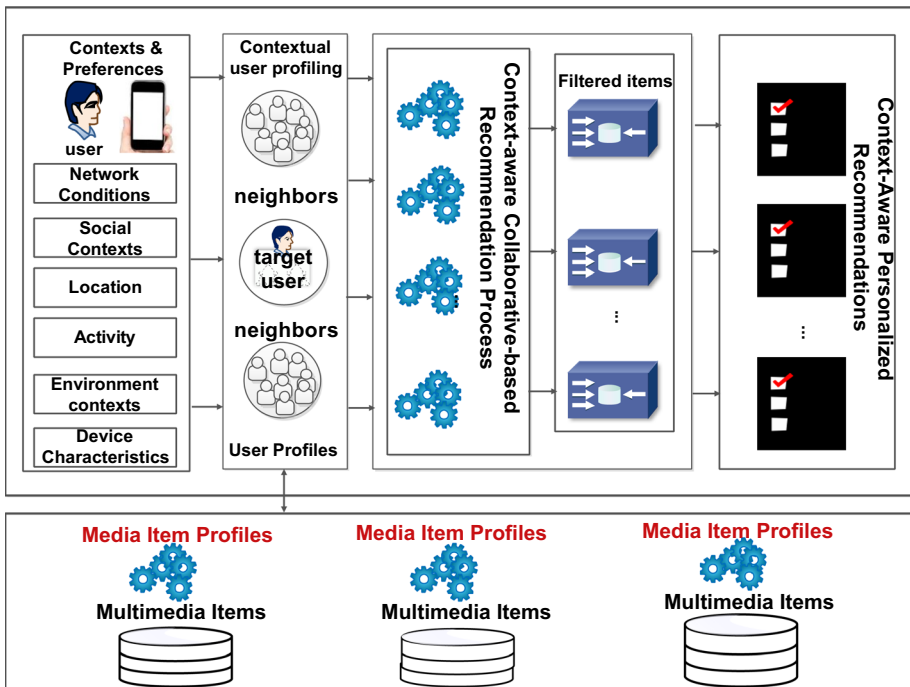 Contexts &
Preferences
user
Network
Conditions
Social
Contexts
Location
Activity
Environment
contexts
Device
Characteristics
Contextual
user profiling
neighbors
target
user
neighbors
User Profiles
...
Context-aware Collaborative-based
Recommendation Process
Filtered items
...
...
Context-Aware Personalized
Recommendations
Media Item Profiles
Multimedia Items
Media Item Profiles
Multimedia Items
Media Item Profiles
Multimedia Items